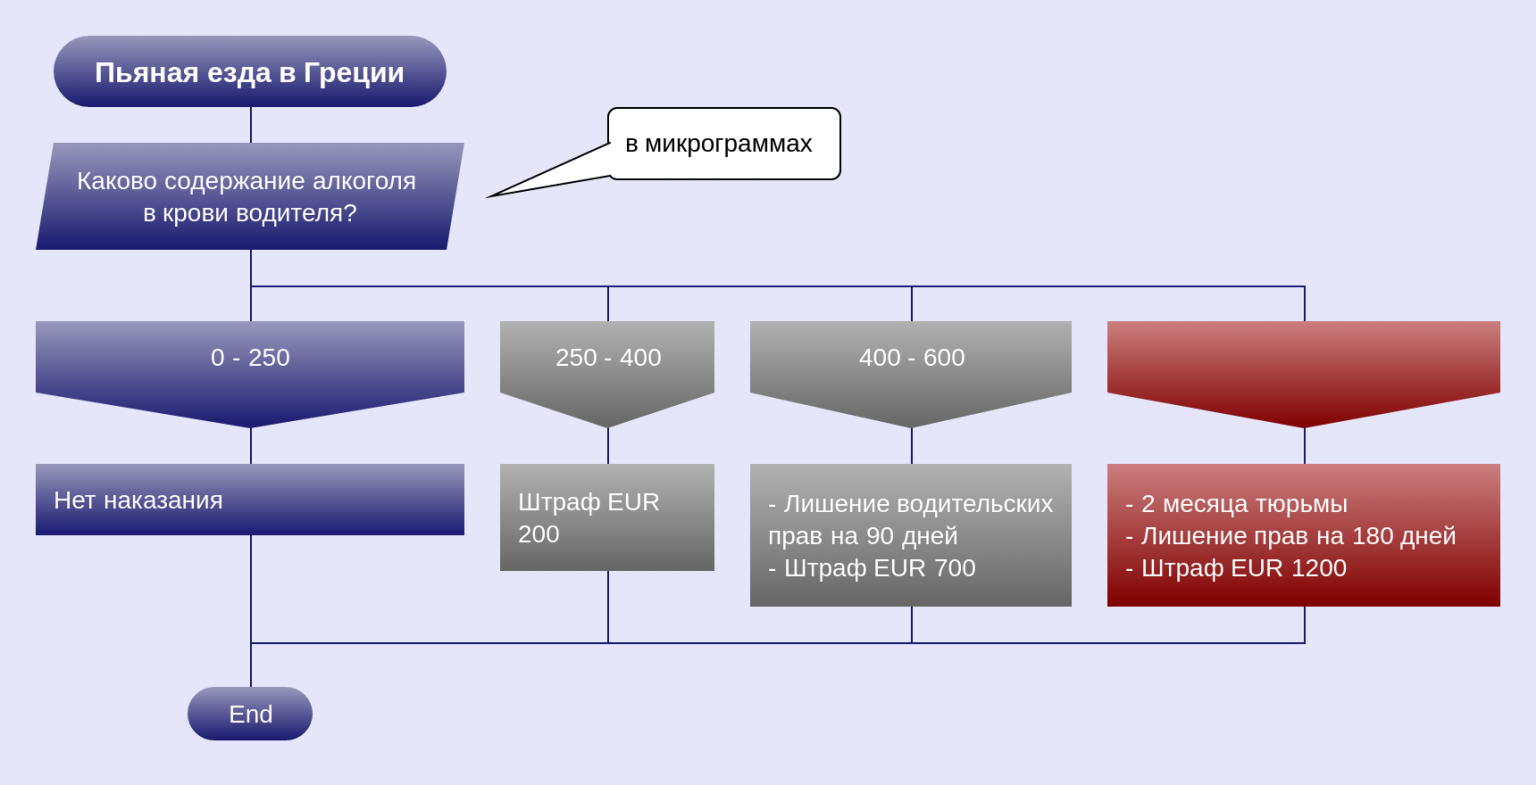 Пьяная езда в Греции
в микрограммах
Каково содержание алкоголя
в крови водителя?
0 - 250
250 - 400
400 - 600
Нет наказания
Штраф EUR
200
- Лишение водительских
прав на 90 дней
- Штраф EUR 700
- 2 месяца тюрьмы
- Лишение прав на 180 дней
- Штраф EUR 1200
End